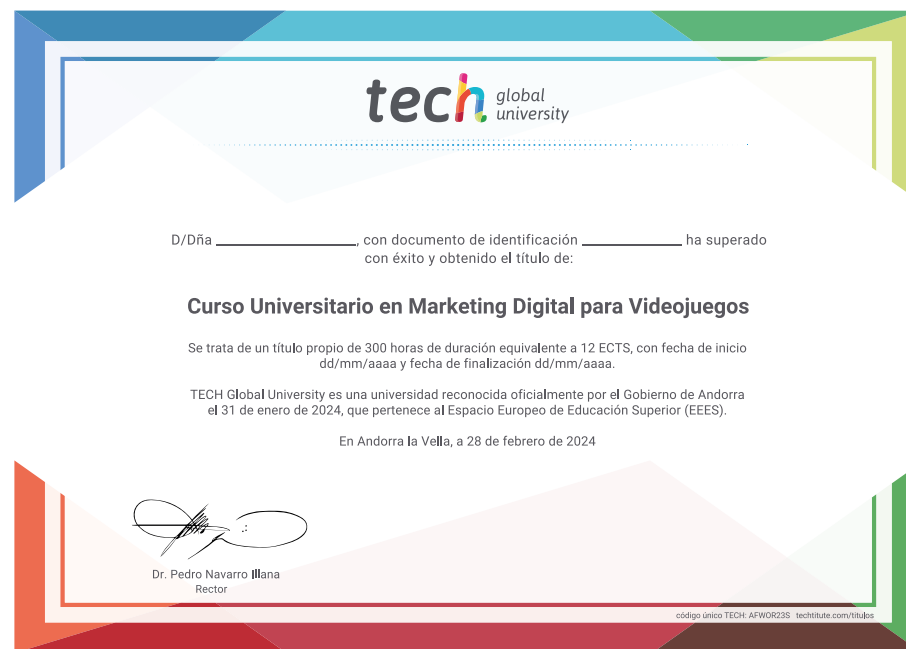 tech global
university
D/Dña ____________________, con documento de identificación ______________ ha superado
con éxito y obtenido el título de:
Curso Universitario en Marketing Digital para Videojuegos
Se trata de un título propio de 300 horas de duración equivalente a 12 ECTS, con fecha de inicio
dd/mm/aaaa y fecha de finalización dd/mm/aaaa.
TECH Global University es una universidad reconocida oficialmente por el Gobierno de Andorra
el 31 de enero de 2024, que pertenece al Espacio Europeo de Educación Superior (EEES).
En Andorra la Vella, a 28 de febrero de 2024
Dr. Pedro Navarro Illana
Rector
código único TECH: AFWOR23S techtitute.com/titulos